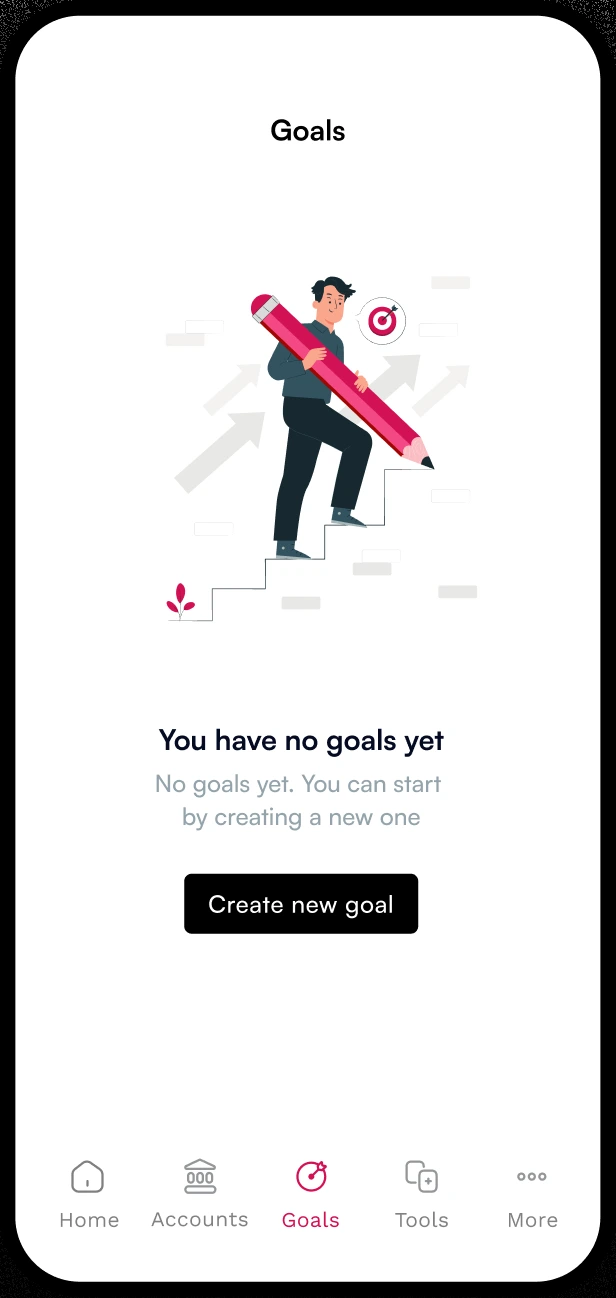 Goals
You have no goals yet
No goals yet. You can start
by creating a new one
Create new goal
Home
Accounts
Goals
Tools
More